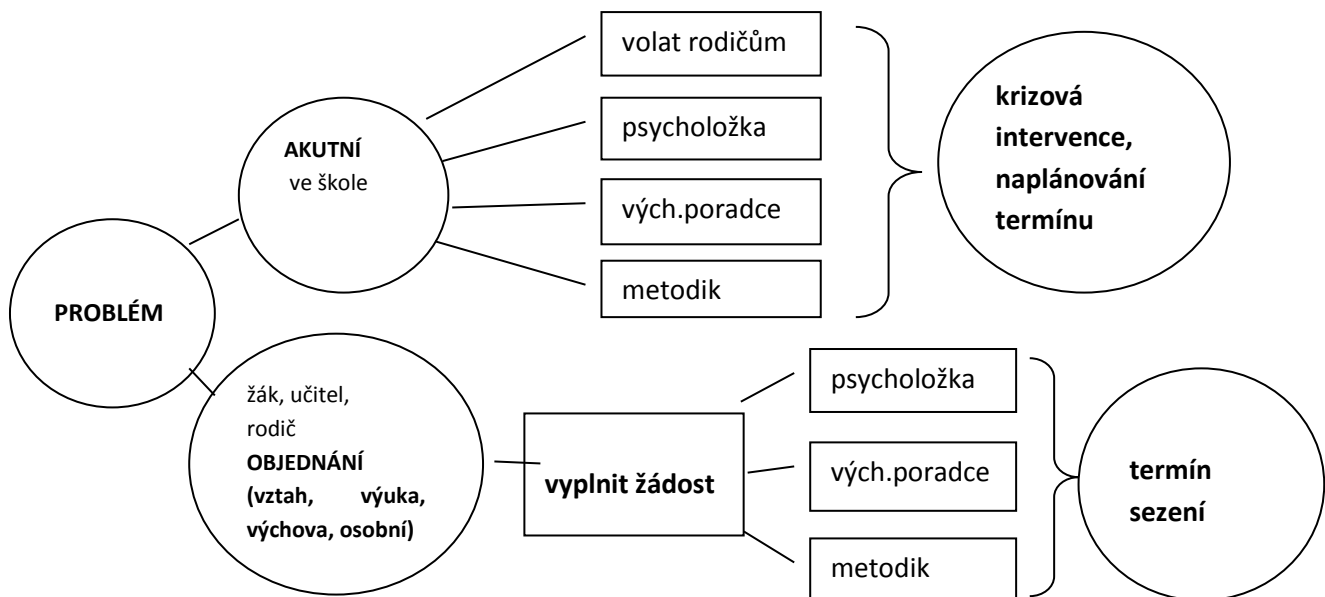 volat rodičům
psycholožka
vých.poradce
metodik
krizová
intervence,
naplánování
termínu
AKUTNÍ
ve škole
PROBLÉM
žák, učitel,
rodič
OBJEDNÁNÍ
(vztah, výuka,
výchova, osobní)
vyplnit žádost
psycholožka
vých.poradce
metodik
termín
sezení